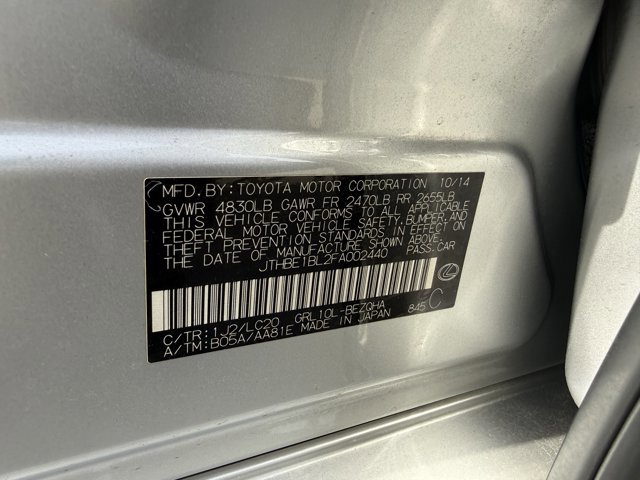 MFD. BY: TOYOTA MOTOR CORPORATION 10/14
GVWR 4830LB GAWR FR 2470LB RR 2655LB
THIS VEHICLE CONFORMS TO ALL APPLICABLE
FEDERAL MOTOR VEHICLE SAFETY, BUMPER, AND
THEFT PREVENTION STANDARDS IN EFFECT ON
THE DATE OF MANUFACTURE SHOWN ABOVE.
JTHBE1BL2FA002440 PASS.CAR
C/TR: 1J2/LC20 GRL10L-BEZQHA 845 C
A/TM: B05A/AA81E MADE IN JAPAN